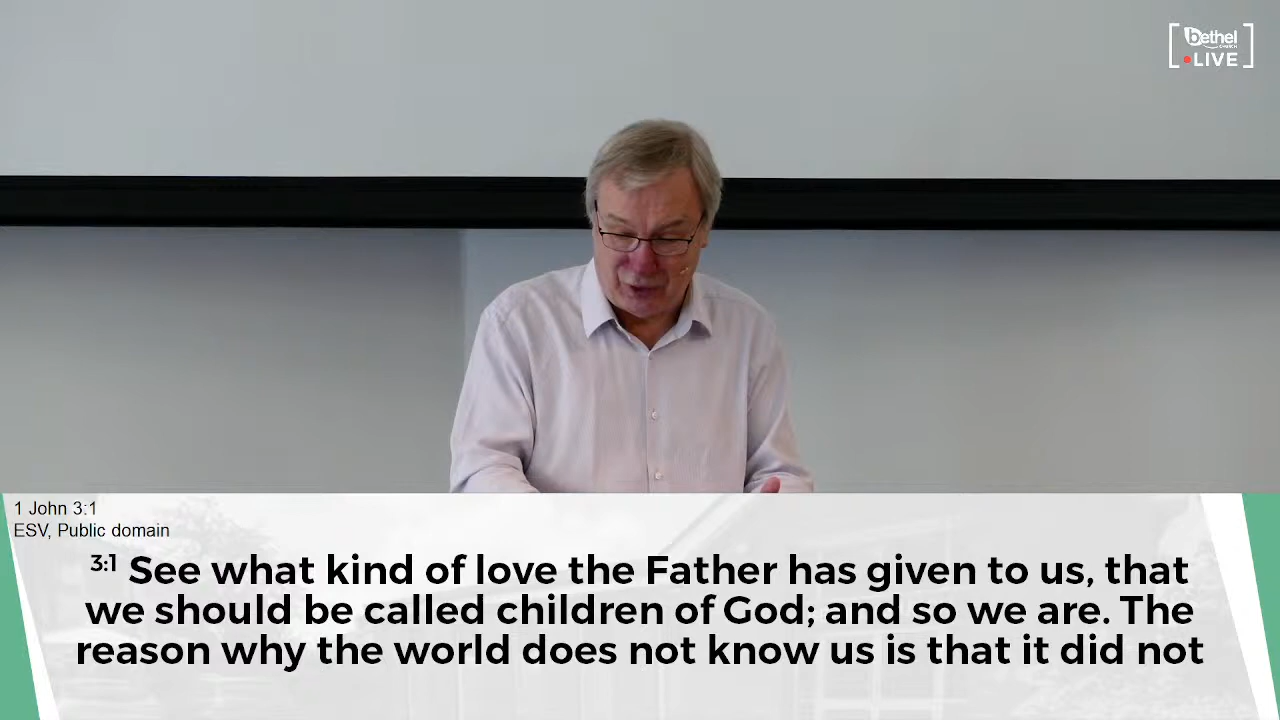 bethel
CHURCH
LIVE
1 John 3:1
ESV, Public domain
3:1 See what kind of love the Father has given to us, that
we should be called children of God; and so we are. The
reason why the world does not know us is that it did not